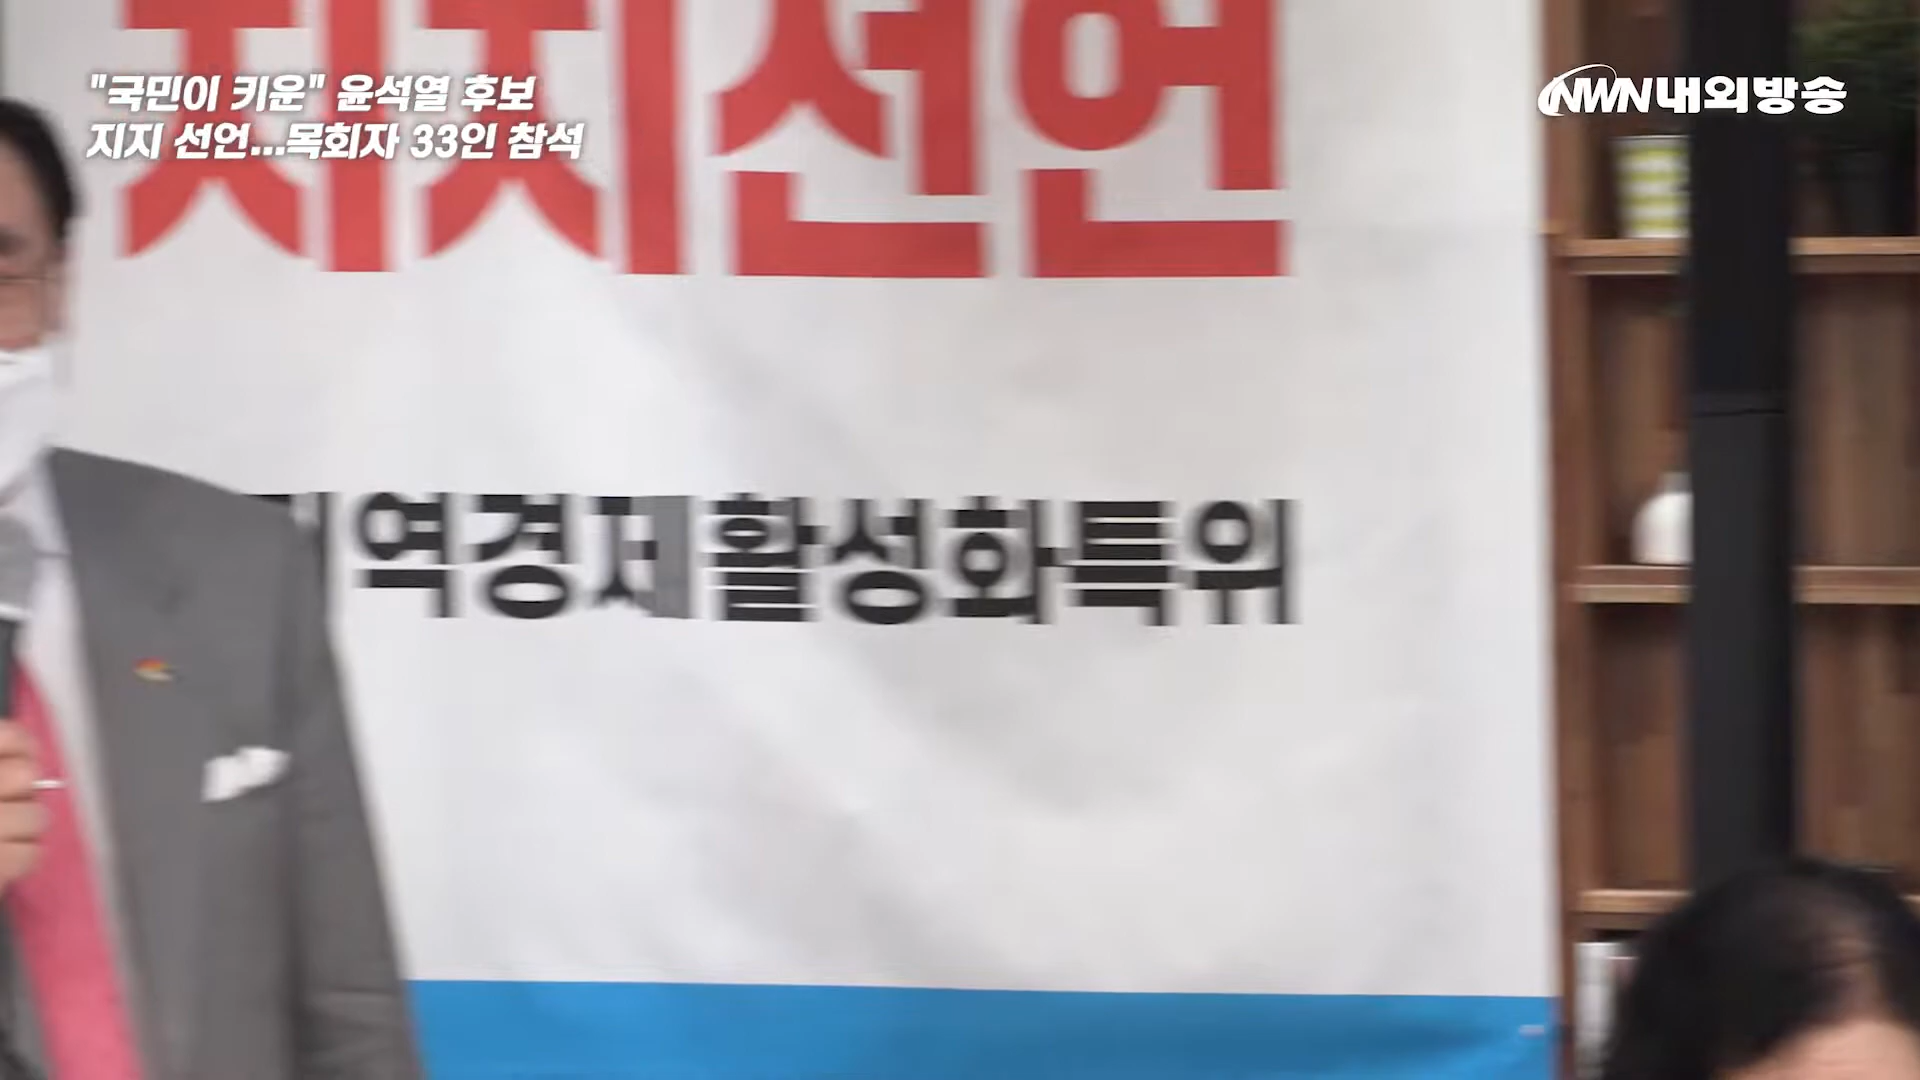 "국민이 키운" 윤석열 후보
지지 선언...목회자 33인 참석
NWN내외방송
지지선언
역경제활성화특위